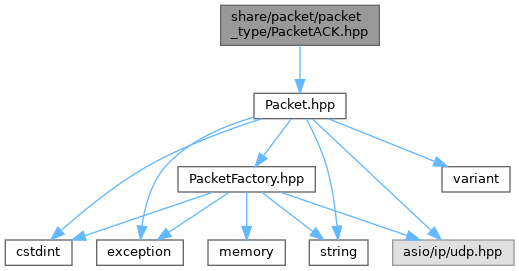 share/packet/packet
_type/PacketACK.hpp
Packet.hpp
PacketFactory.hpp
variant
cstdint
exception
memory
string
asio/ip/udp.hpp